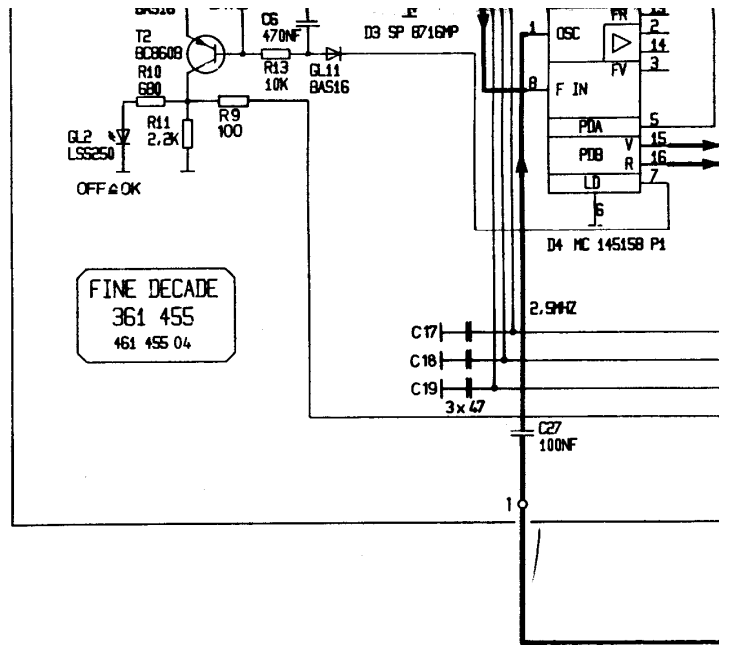 C6
470NF
D3 SP 8716MP
T2
BC860B
R13
10K
GL11
BAS16
R10
680
R11
2,2K
R9
100
GL2
LSS250
OFF≙OK
1
OSC
FR
13
2
14
FV
3
8
F IN
PDA
5
PDB
V
15
R
16
LD
7
6
D4 MC 145158 P1
FINE DECADE
361 455
461 455 04
2,5MHZ
C17
C18
C19
3x47
C27
100NF
1